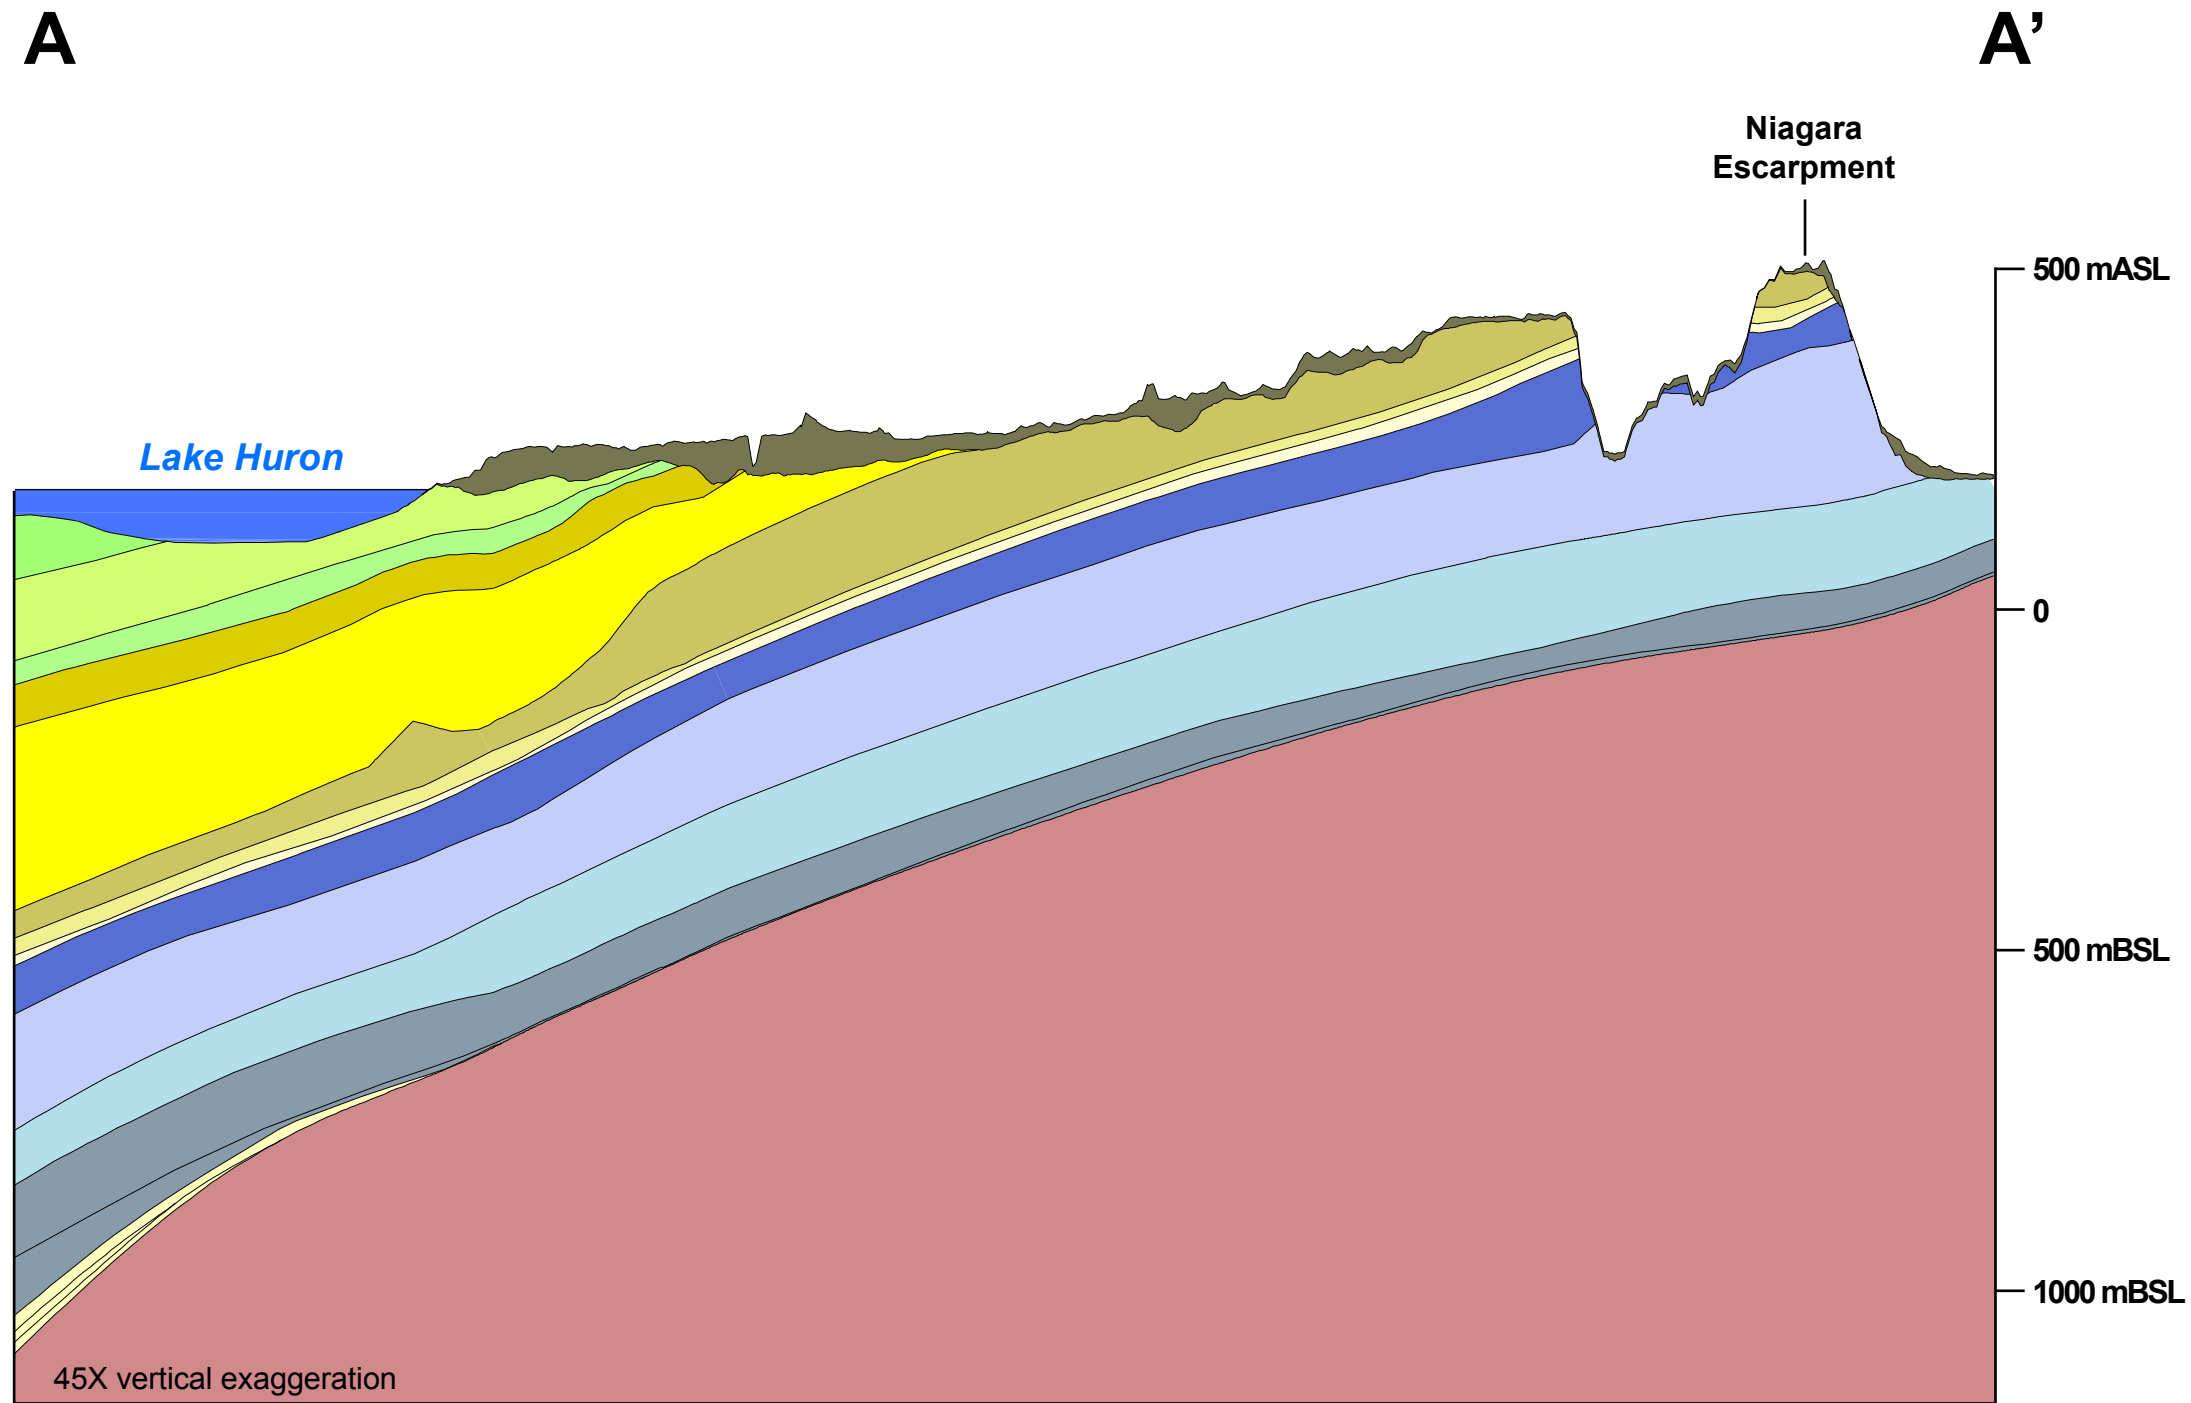 A
A’
Niagara
Escarpment
500 mASL
Lake Huron
0
500 mBSL
1000 mBSL
45X vertical exaggeration